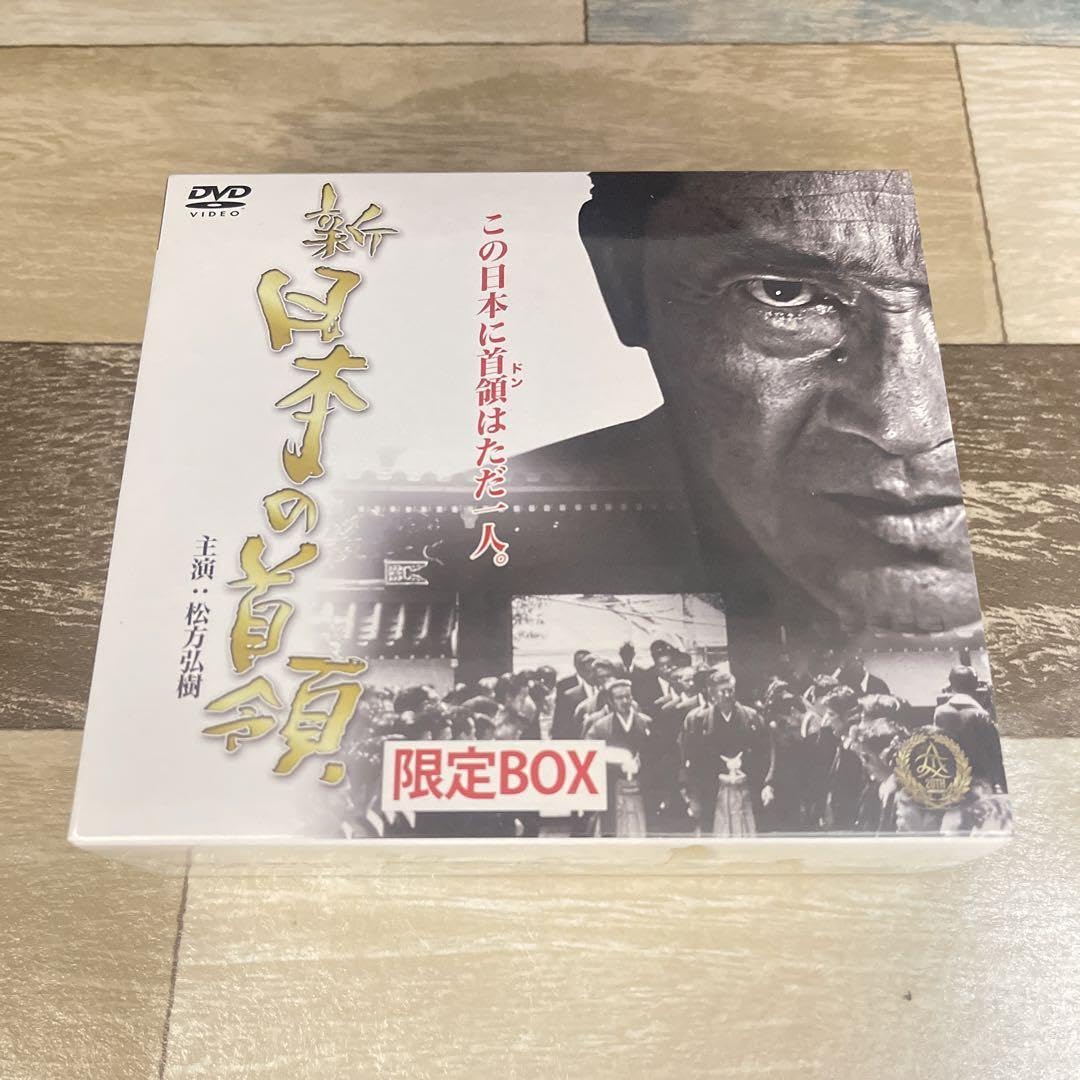 DVD
VIDEO
新
日本の首領
主演：松方弘樹
この日本に首領はただ一人。
ドン
限定BOX
20TH